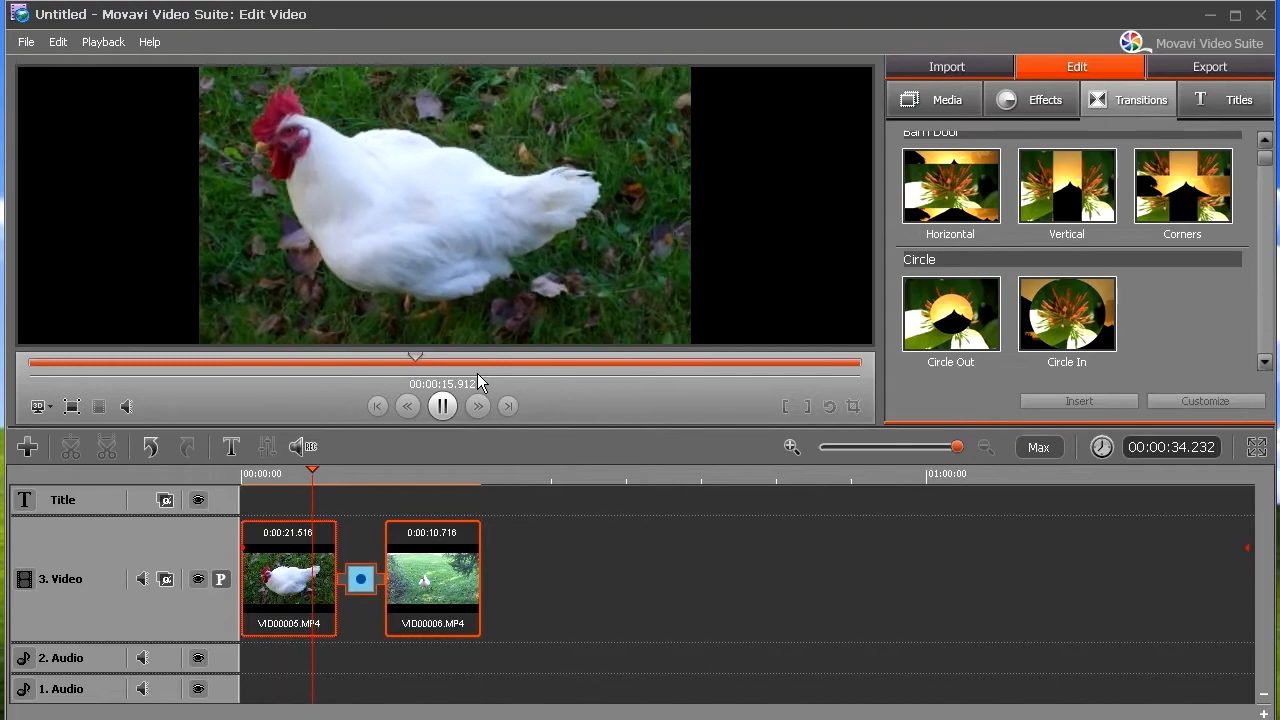 Untitled - Movavi Video Suite: Edit Video
File Edit Playback Help
Movavi Video Suite
Import Edit Export
Media Effects Transitions Titles
Barn Door
Horizontal Vertical Corners
Circle
Circle Out Circle In
00:00:15.912
3D
Insert Customize
T
REC
Max
00:00:34.232
00:00:00
01:00:00
T Title
0:00:21.516 0:00:10.716
3. Video P
VID00005.MP4 VID00006.MP4
2. Audio
1. Audio